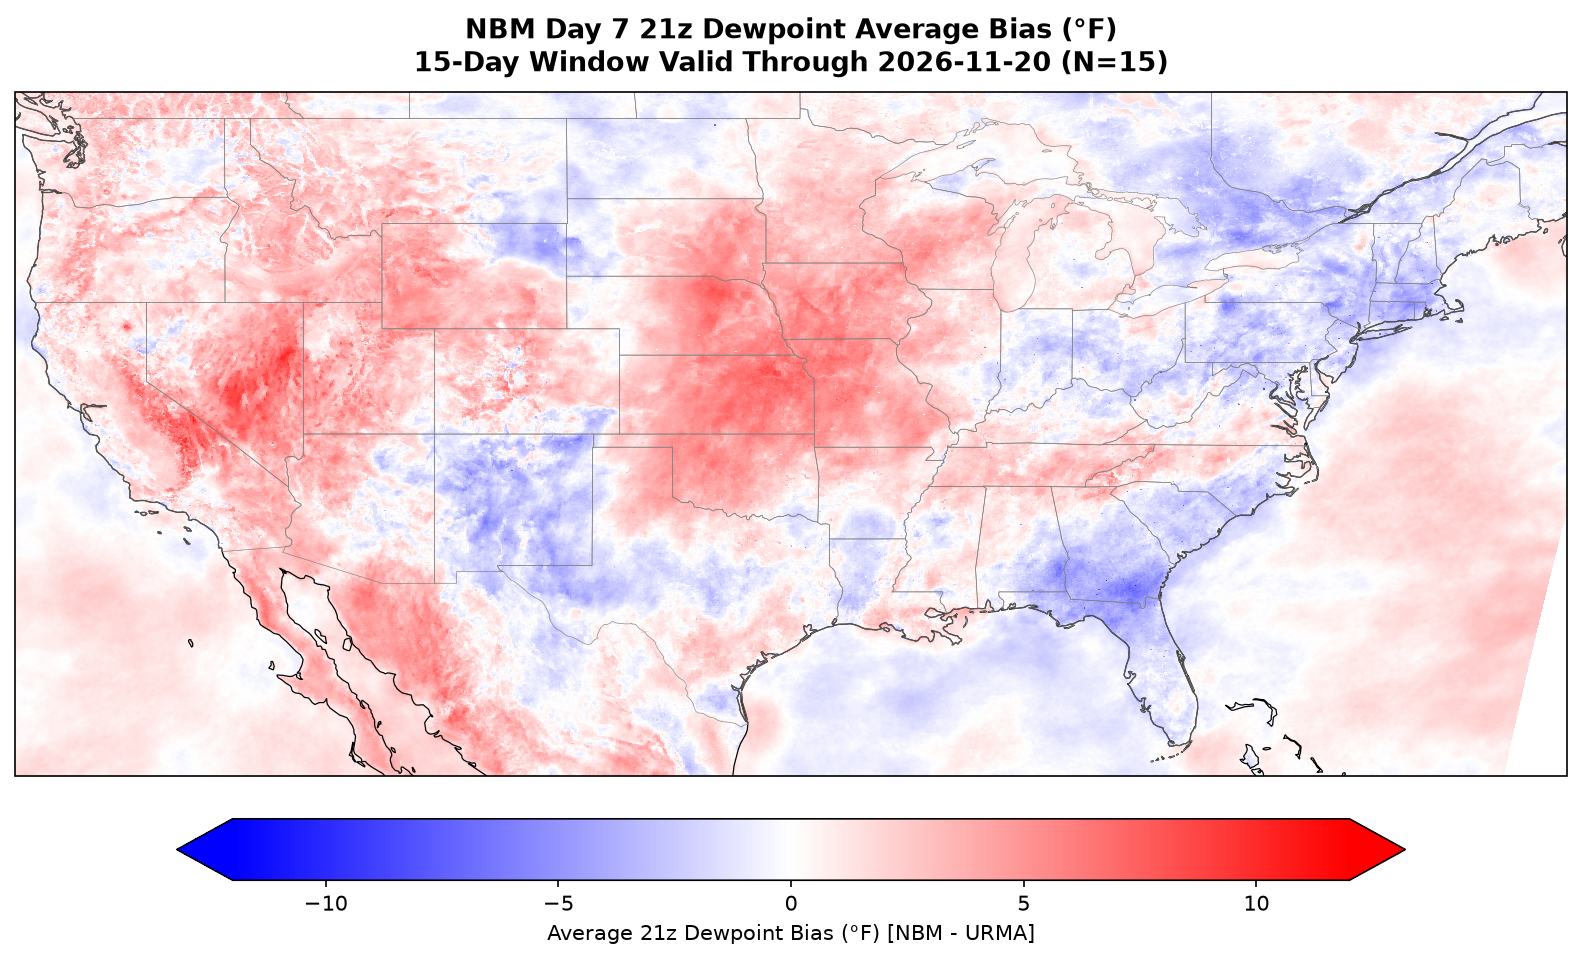 NBM Day 7 21z Dewpoint Average Bias (°F)
15-Day Window Valid Through 2026-11-20 (N=15)
−10 −5 0 5 10
Average 21z Dewpoint Bias (°F) [NBM - URMA]